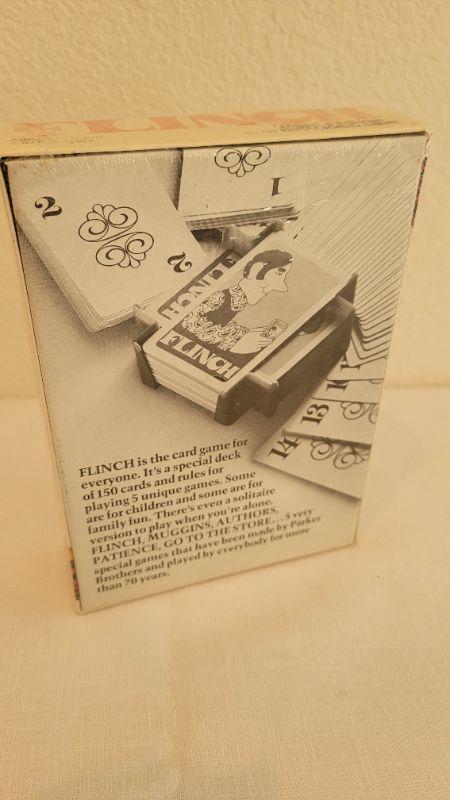 FLINCH
2
2
1
FLINCH
FLINCH
14
13
1
FLINCH is the card game for
everyone. It's a special deck
of 150 cards and rules for
playing 5 unique games. Some
are for children and some are for
family fun. There's even a solitaire
version to play when you're alone.
FLINCH, MUGGINS, AUTHORS,
PATIENCE, GO TO THE STORE...5 very
special games that have been made by Parker
Brothers and played by everybody for more
than 70 years.